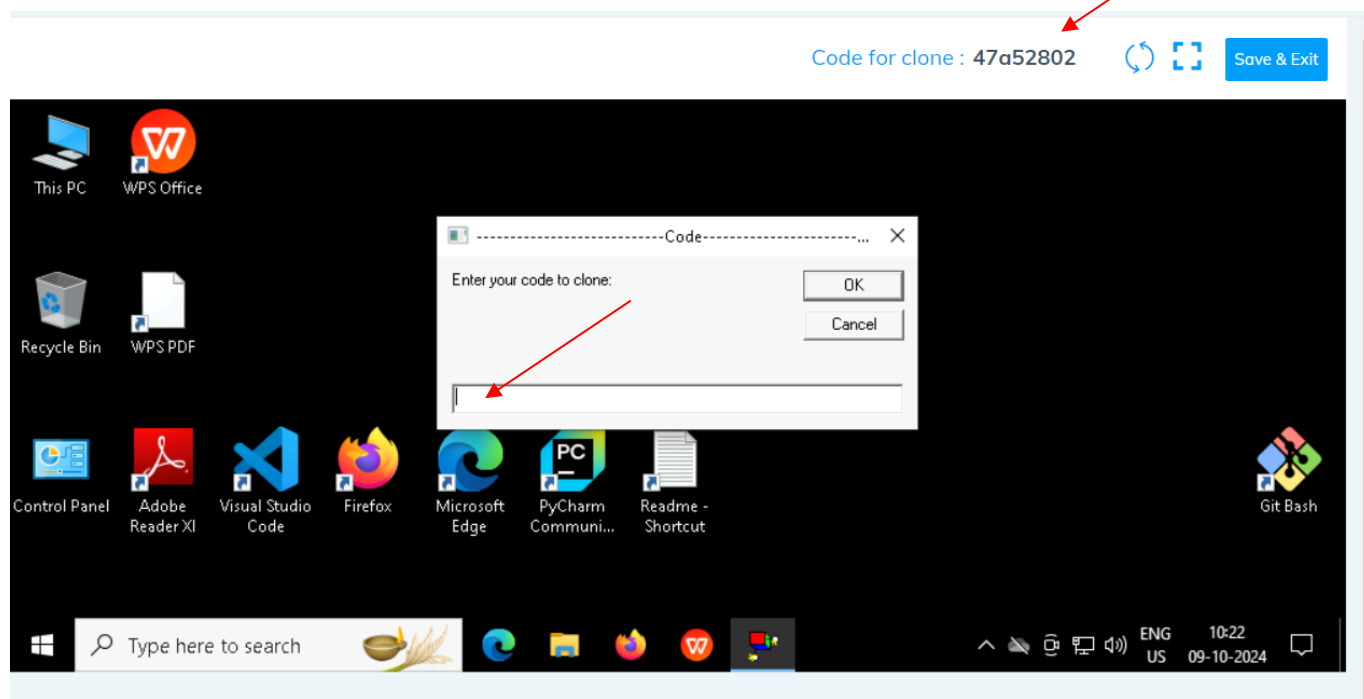 Code for clone : 47a52802
Save & Exit
This PC
WPS Office
---------------------------Code----------------------...
Enter your code to clone:
OK
Cancel
Recycle Bin
WPS PDF
PC
Control Panel
Adobe
Reader XI
Visual Studio
Code
Firefox
Microsoft
Edge
PyCharm
Communi...
Readme -
Shortcut
Git Bash
Type here to search
ENG
US
10:22
09-10-2024